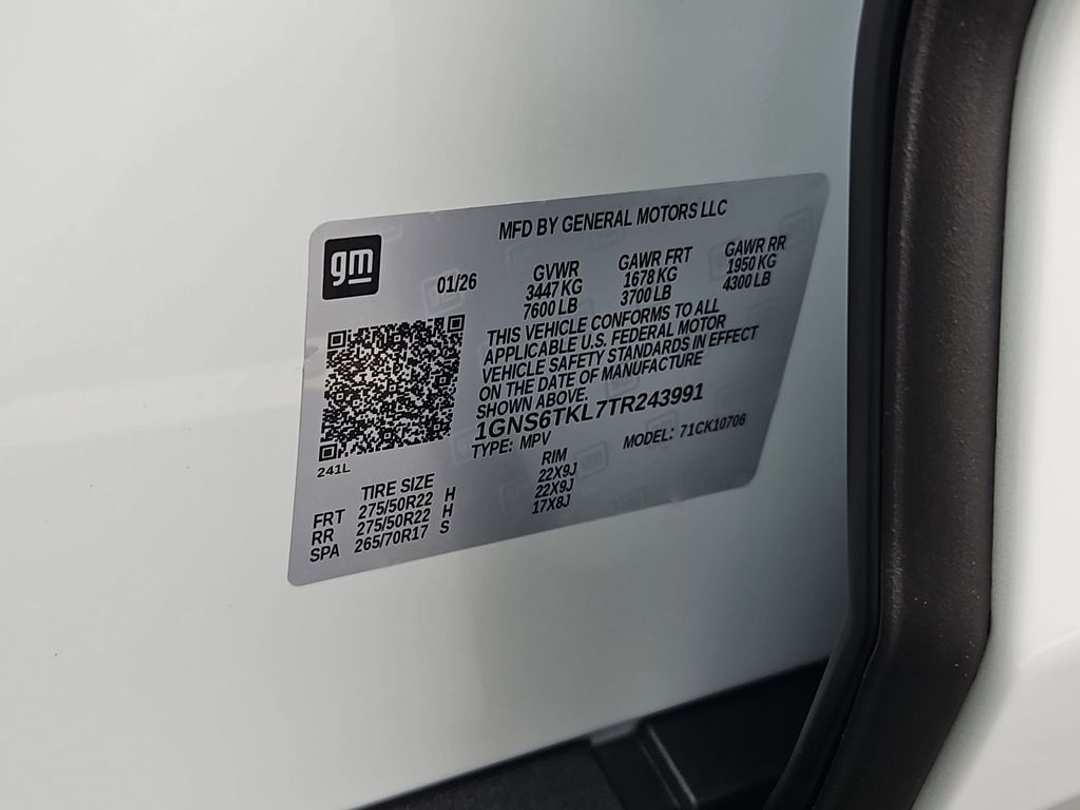 MFD BY GENERAL MOTORS LLC
gm
01/26
GVWR GAWR FRT GAWR RR
3447 KG 1678 KG 1950 KG
7600 LB 3700 LB 4300 LB
THIS VEHICLE CONFORMS TO ALL
APPLICABLE U.S. FEDERAL MOTOR
VEHICLE SAFETY STANDARDS IN EFFECT
ON THE DATE OF MANUFACTURE
SHOWN ABOVE.
1GNS6TKL7TR243991
TYPE: MPV MODEL: 71CK10706
241L
TIRE SIZE RIM
FRT 275/50R22 H 22X9J
RR 275/50R22 H 22X9J
SPA 265/70R17 S 17X8J